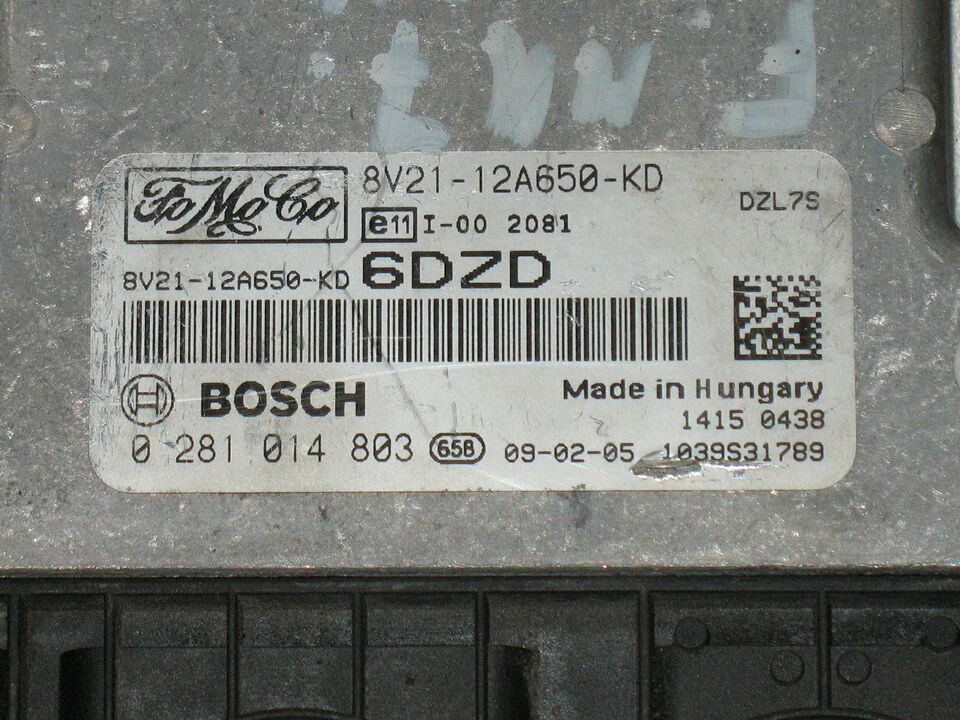 FoMoCo
8V21-12A650-KD
DZL7S
e11 I-00 2081
8V21-12A650-KD 6DZD
BOSCH
Made in Hungary
1415 0438
0 281 014 803 658 09-02-05 1039S31789